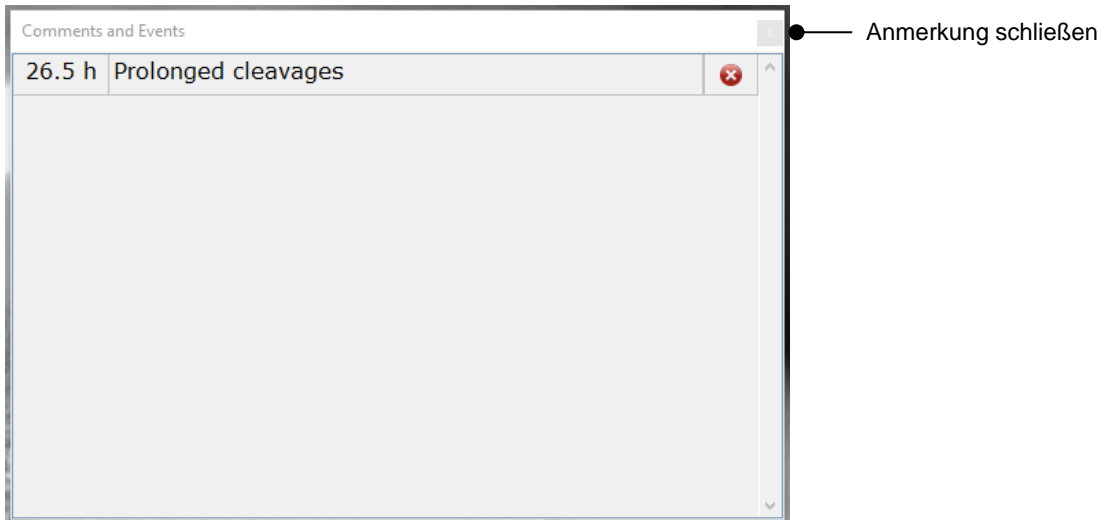 Comments and Events
Anmerkung schließen
26.5 h Prolonged cleavages